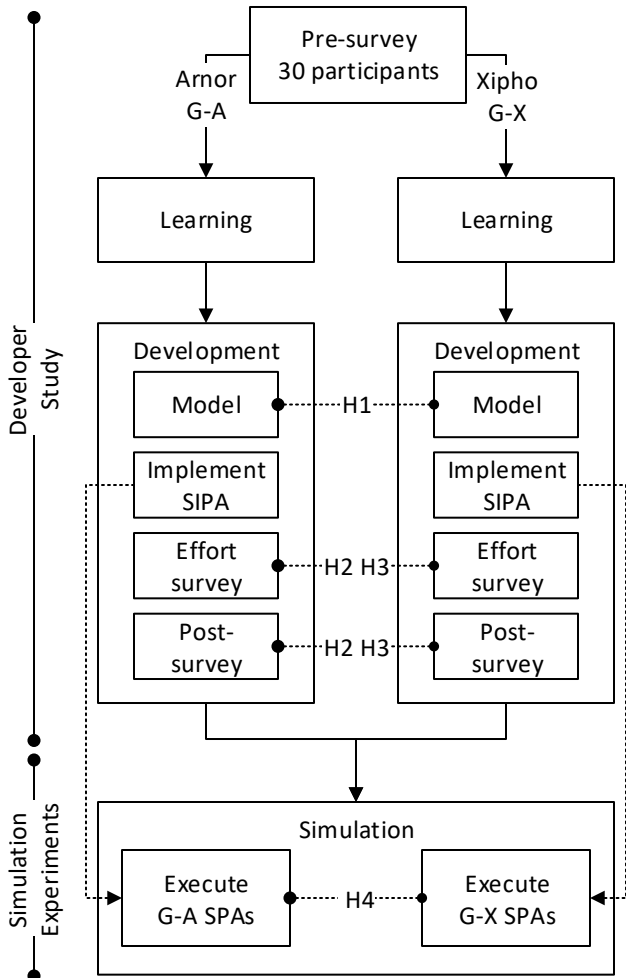 Pre-survey
30 participants
Arnor
G-A
Xipho
G-X
Learning
Learning
Developer
Study
Development
Development
Model
H1
Model
Implement
SIPA
Implement
SIPA
Effort
survey
H2 H3
Effort
survey
Post-
survey
H2 H3
Post-
survey
Simulation
Experiments
Simulation
Execute
G-A SPAs
H4
Execute
G-X SPAs